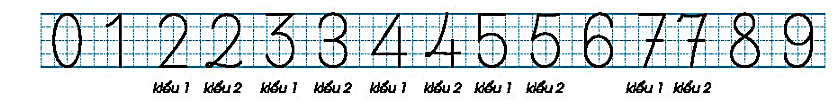 0 1 2 2 3 3 4 4 5 5 6 7 7 8 9
kiểu 1 kiểu 2 kiểu 1 kiểu 2 kiểu 1 kiểu 2 kiểu 1 kiểu 2 kiểu 1 kiểu 2